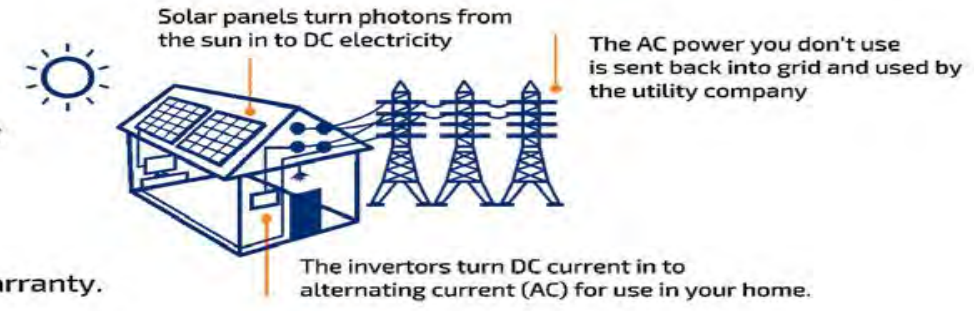 Solar panels turn photons from
the sun in to DC electricity
The AC power you don't use
is sent back into grid and used by
the utility company
The invertors turn DC current in to
alternating current (AC) for use in your home.